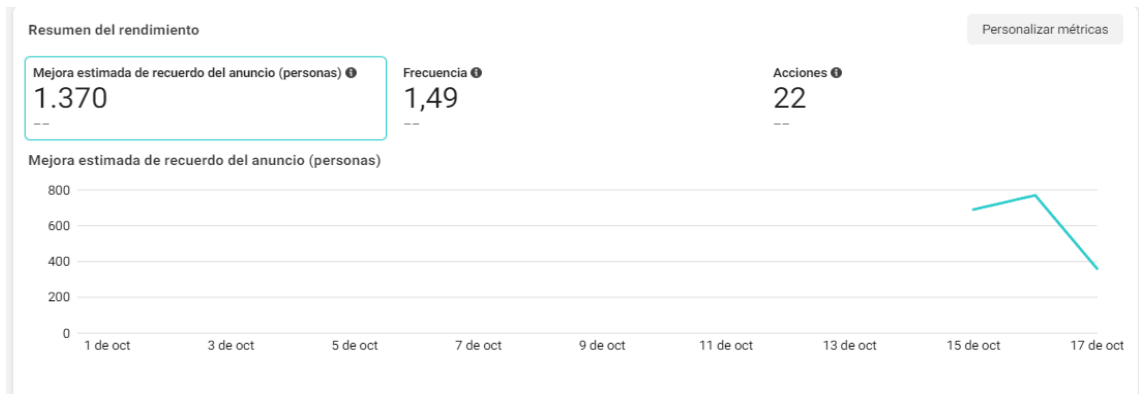 Resumen del rendimiento
Personalizar métricas
Mejora estimada de recuerdo del anuncio (personas)
1.370
--
Frecuencia
1,49
--
Acciones
22
--
Mejora estimada de recuerdo del anuncio (personas)
800
600
400
200
0
1 de oct 3 de oct 5 de oct 7 de oct 9 de oct 11 de oct 13 de oct 15 de oct 17 de oct